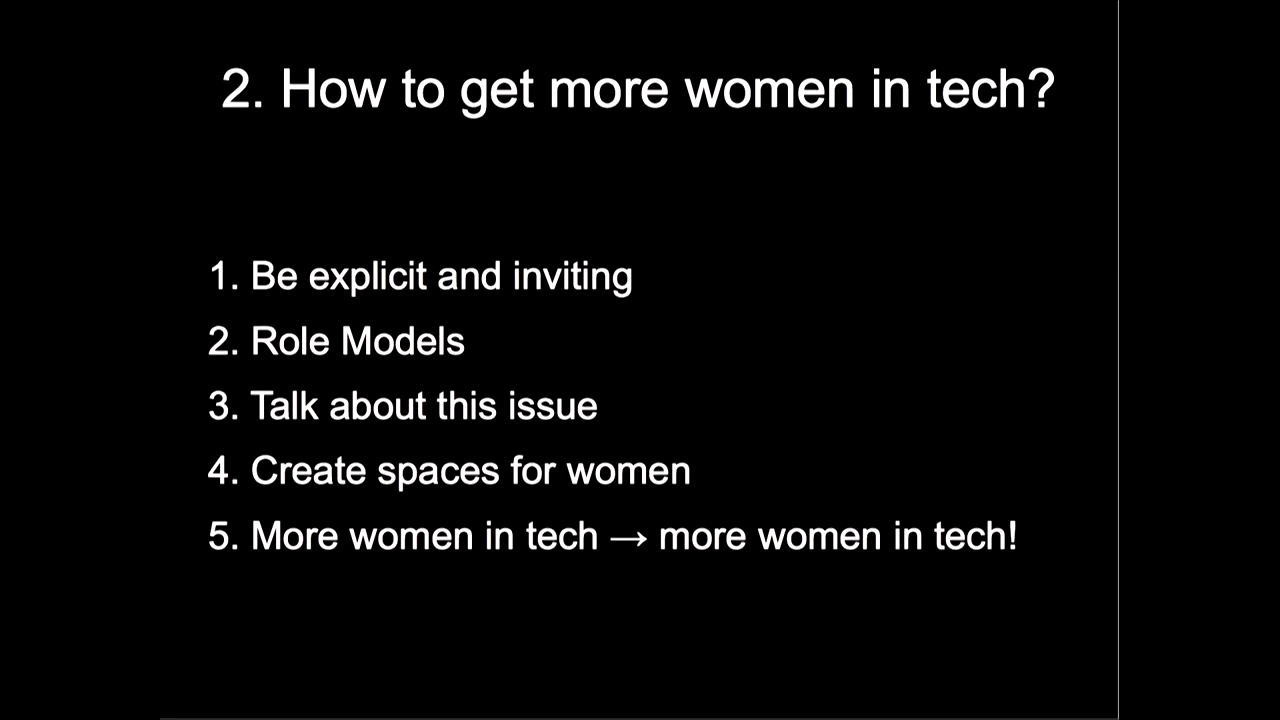 2. How to get more women in tech?
1. Be explicit and inviting
2. Role Models
3. Talk about this issue
4. Create spaces for women
5. More women in tech → more women in tech!